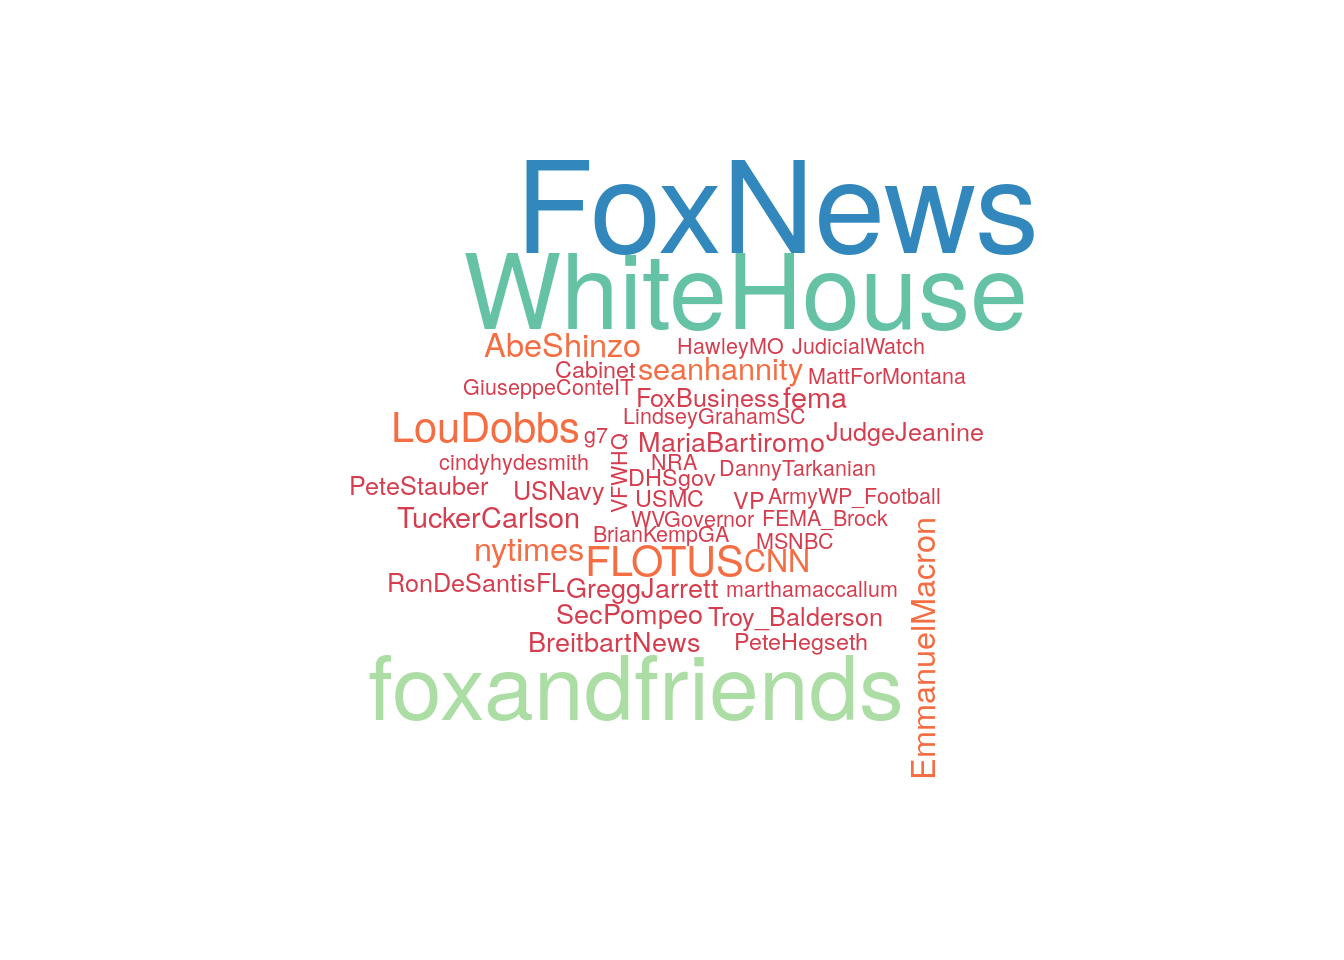 FoxNews
WhiteHouse
AbeShinzo
HawleyMO
JudicialWatch
Cabinet
seanhannity
MattForMontana
GiuseppeConteIT
FoxBusiness
fema
LindseyGrahamSC
LouDobbs
g7
MariaBartiromo
JudgeJeanine
cindyhydesmith
VFWHQ
NRA
DannyTarkanian
PeteStauber
USNavy
DHSgov
USMC
VP
ArmyWP_Football
TuckerCarlson
WVGovernor
FEMA_Brock
BrianKempGA
MSNBC
nytimes
FLOTUS
CNN
RonDeSantisFL
GreggJarrett
marthamaccallum
SecPompeo
Troy_Balderson
BreitbartNews
PeteHegseth
EmmanuelMacron
foxandfriends